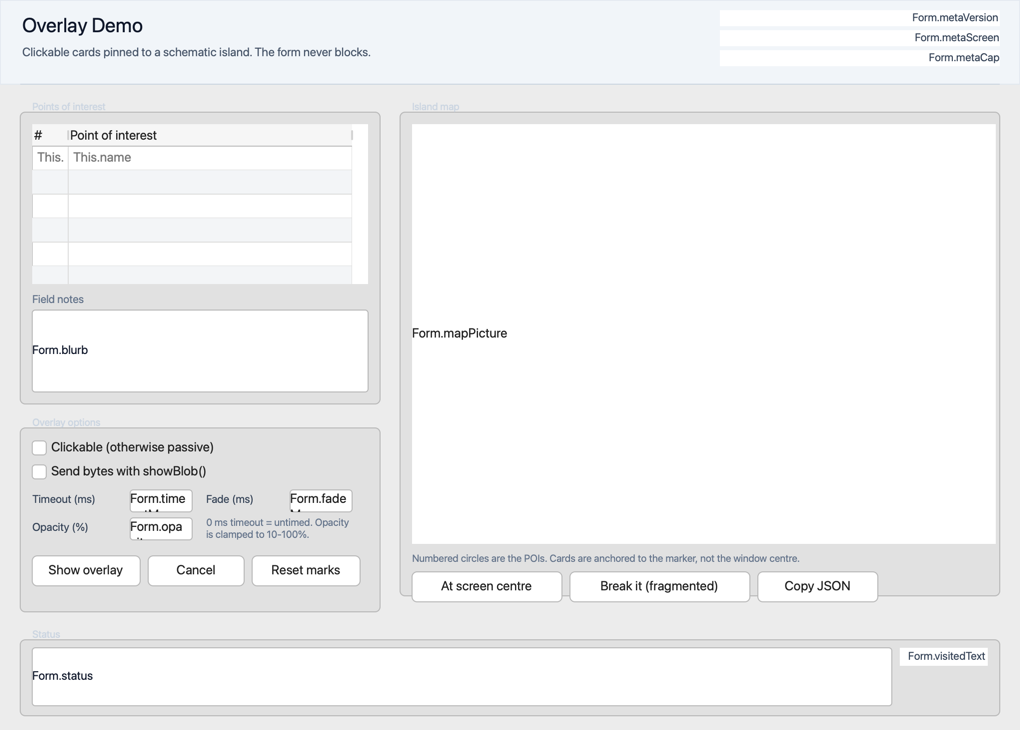 Overlay Demo
Clickable cards pinned to a schematic island. The form never blocks.
Form.metaVersion
Form.metaScreen
Form.metaCap
Points of interest
# Point of interest
This. This.name
Field notes
Form.blurb
Overlay options
Clickable (otherwise passive)
Send bytes with showBlob()
Timeout (ms)
Form.time
Fade (ms)
Form.fade
Opacity (%)
Form.opa
0 ms timeout = untimed. Opacity
is clamped to 10-100%.
Show overlay
Cancel
Reset marks
Island map
Form.mapPicture
Numbered circles are the POIs. Cards are anchored to the marker, not the window centre.
At screen centre
Break it (fragmented)
Copy JSON
Status
Form.status
Form.visitedText